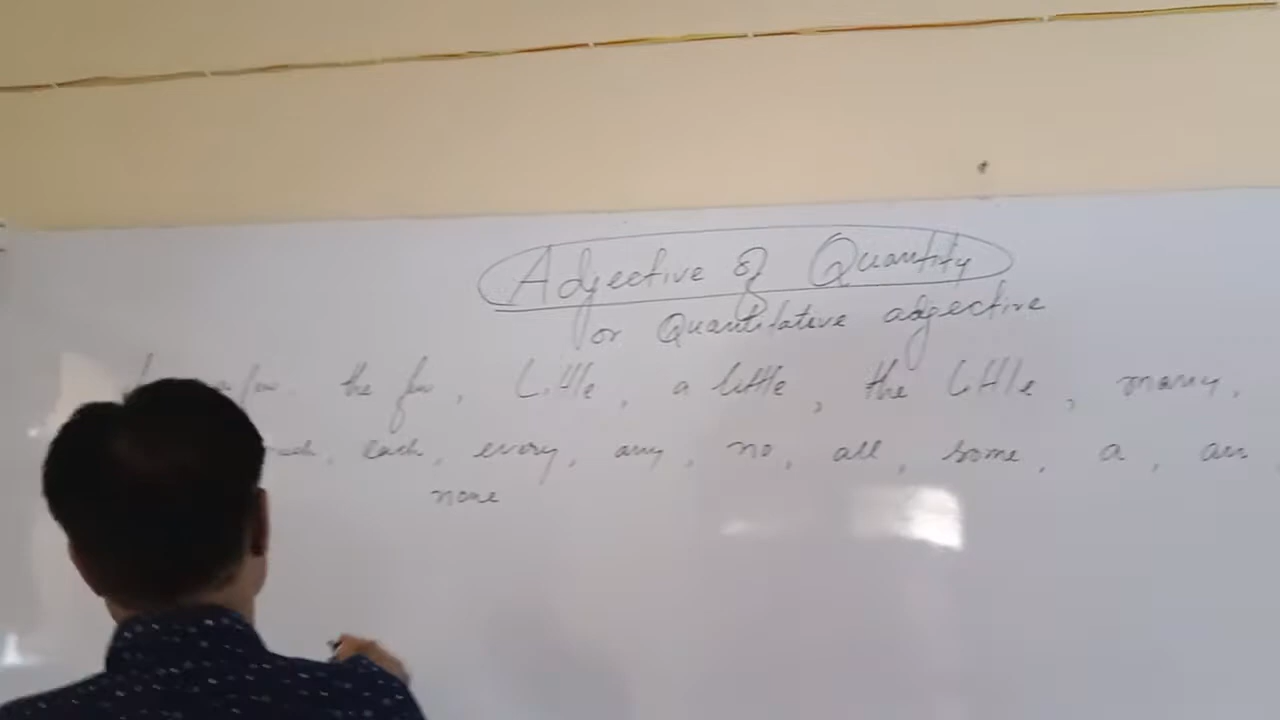 Adjective of Quantity
or Quantitative adjective
few, the few, Little, a little, the little, many,
each, every, any, no, all, some, a, an
none